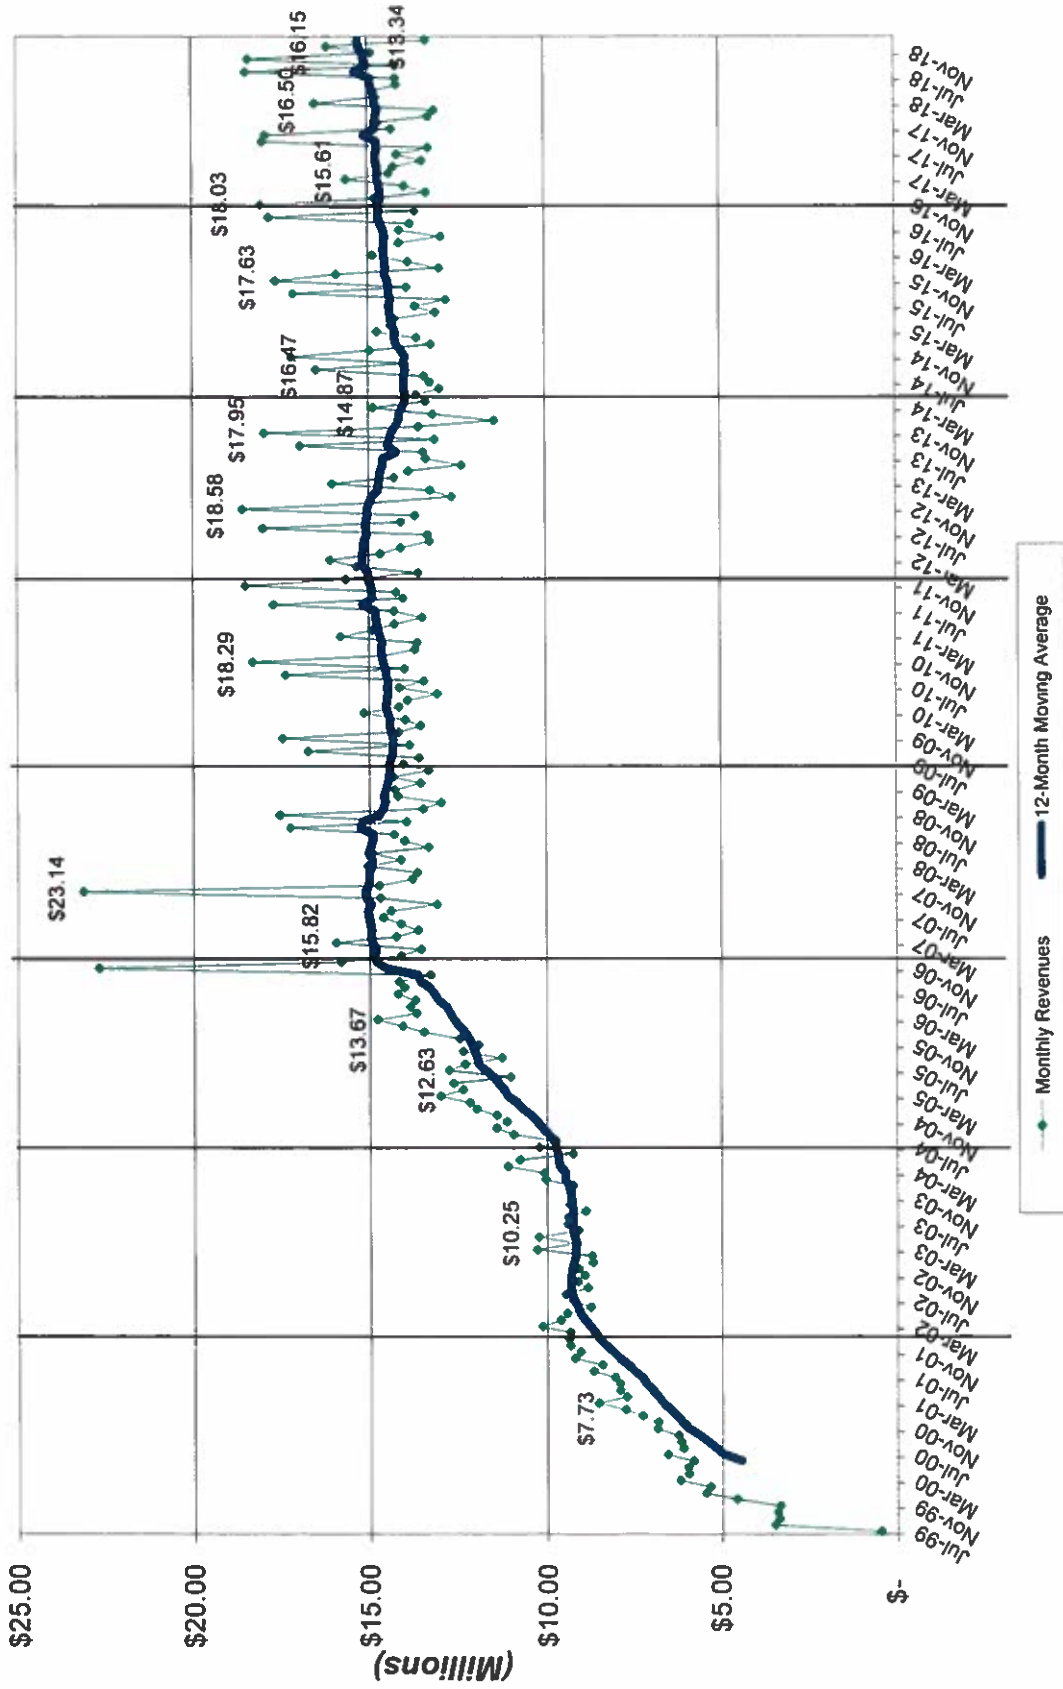 $25.00
$20.00
$15.00
$10.00
$5.00
$-
(Millions)
$7.73
$10.25
$12.63
$13.67
$15.82
$23.14
$18.29
$18.58
$17.95
$14.87
$16.47
$17.63
$18.03
$15.61
$16.50
$16.15
$13.34
Jul-99
Nov-99
Mar-00
Jul-00
Nov-00
Mar-01
Jul-01
Nov-01
Mar-02
Jul-02
Nov-02
Mar-03
Jul-03
Nov-03
Mar-04
Jul-04
Nov-04
Mar-05
Jul-05
Nov-05
Mar-06
Jul-06
Nov-06
Mar-07
Jul-07
Nov-07
Mar-08
Jul-08
Nov-08
Mar-09
Jul-09
Nov-09
Mar-10
Jul-10
Nov-10
Mar-11
Jul-11
Nov-11
Mar-12
Jul-12
Nov-12
Mar-13
Jul-13
Nov-13
Mar-14
Jul-14
Nov-14
Mar-15
Jul-15
Nov-15
Mar-16
Jul-16
Nov-16
Mar-17
Jul-17
Nov-17
Mar-18
Jul-18
Nov-18
Monthly Revenues
12-Month Moving Average